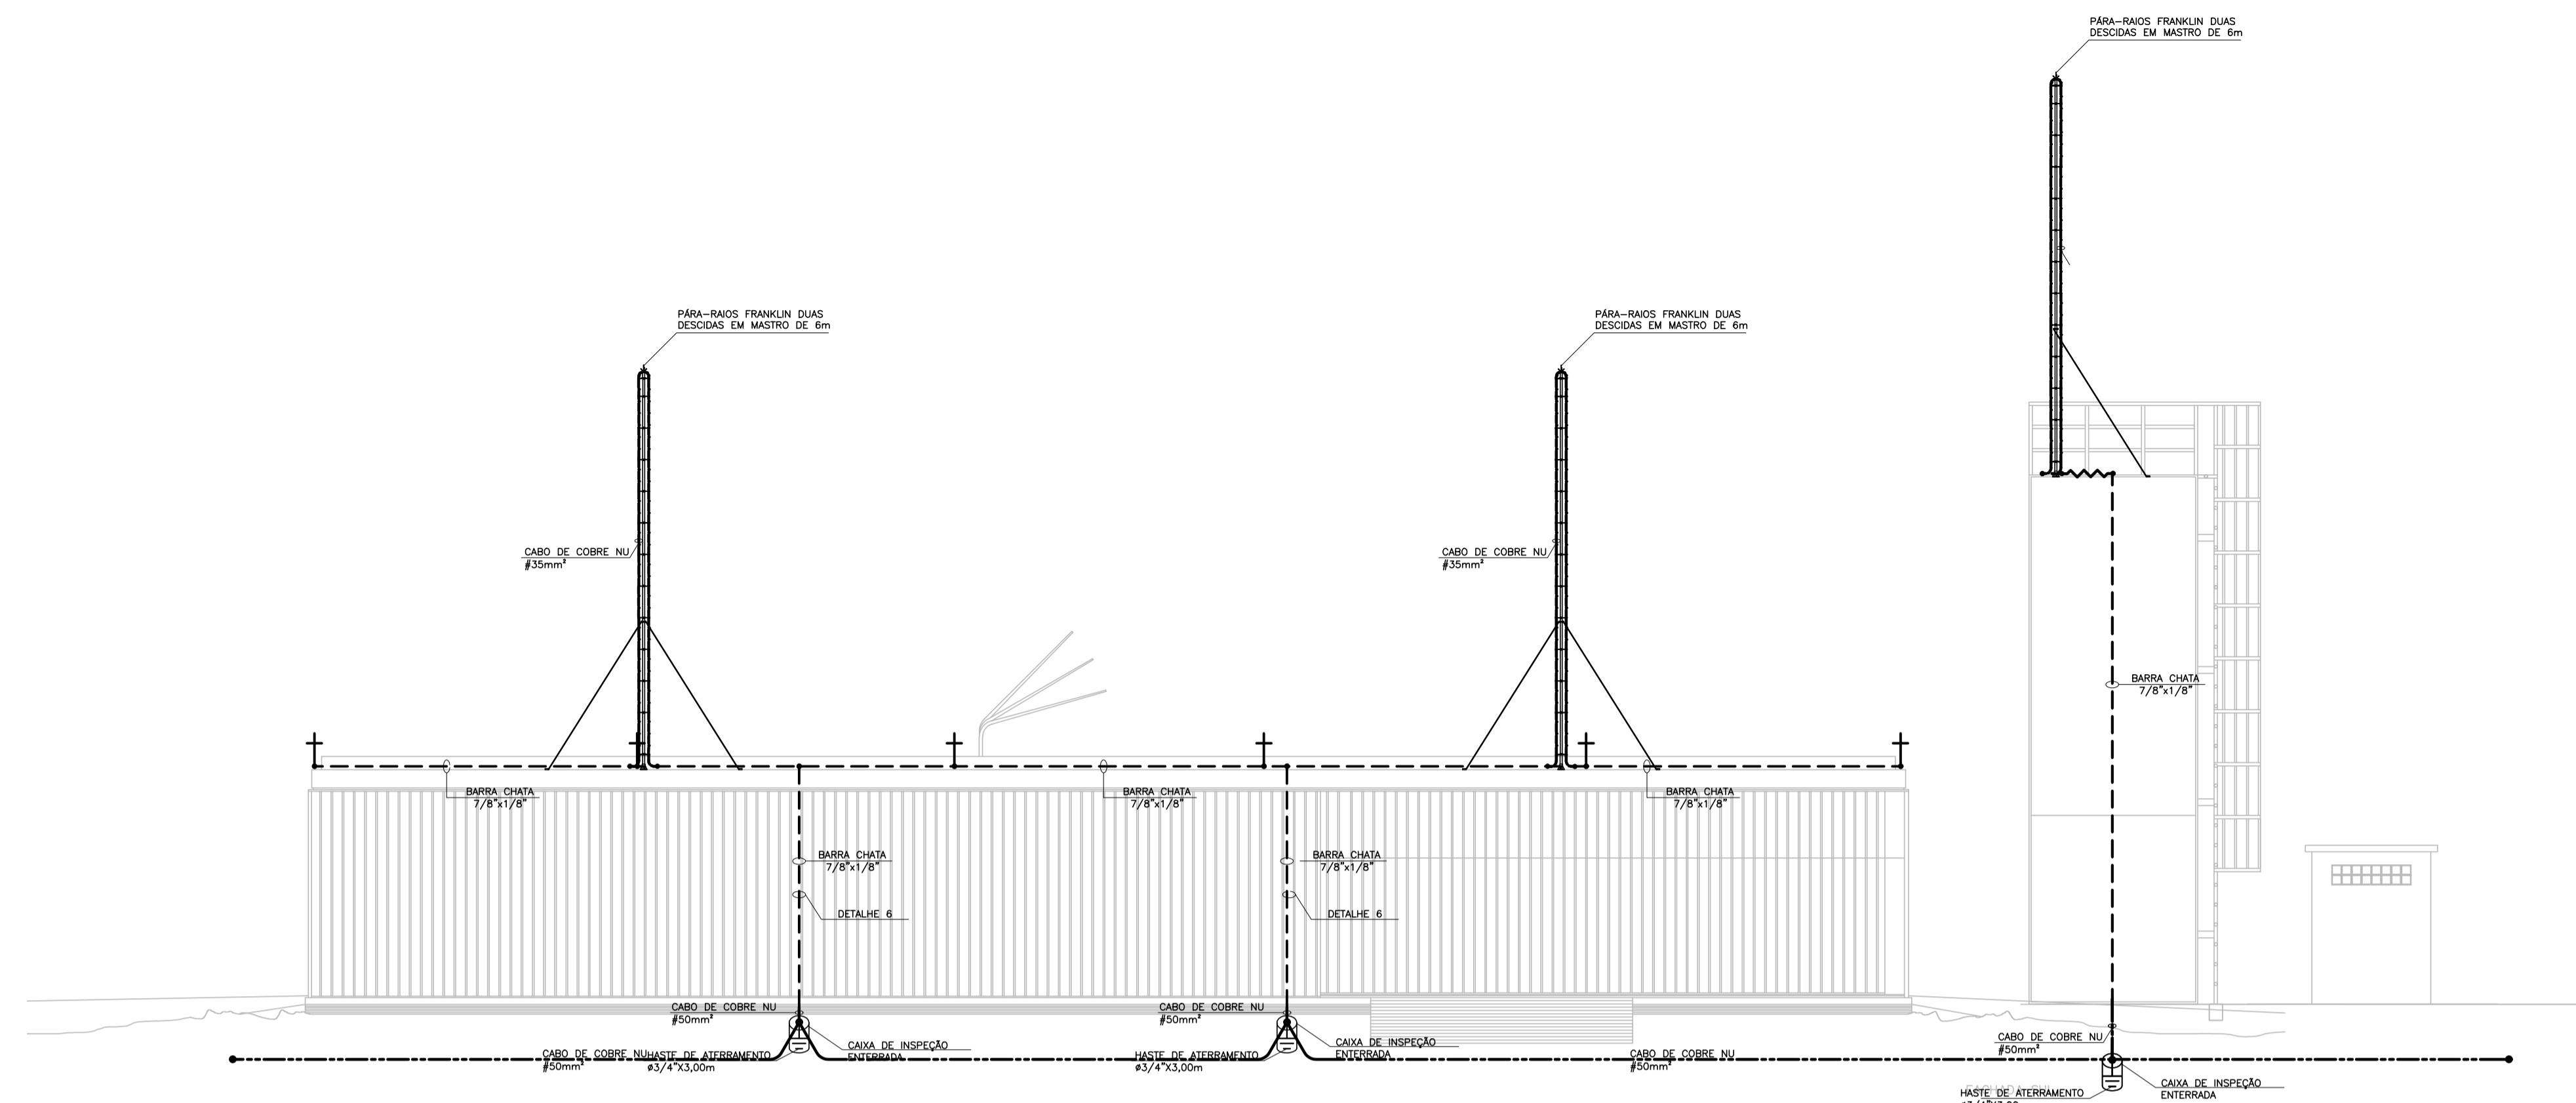 PÁRA-RAIOS FRANKLIN DUAS
DESCIDAS EM MASTRO DE 6m
PÁRA-RAIOS FRANKLIN DUAS
DESCIDAS EM MASTRO DE 6m
PÁRA-RAIOS FRANKLIN DUAS
DESCIDAS EM MASTRO DE 6m
CABO DE COBRE NU
#35mm²
CABO DE COBRE NU
#35mm²
BARRA CHATA
7/8"x1/8"
BARRA CHATA
7/8"x1/8"
BARRA CHATA
7/8"x1/8"
BARRA CHATA
7/8"x1/8"
BARRA CHATA
7/8"x1/8"
BARRA CHATA
7/8"x1/8"
DETALHE 6
DETALHE 6
CABO DE COBRE NU
#50mm²
CABO DE COBRE NU
#50mm²
CABO DE COBRE NU
#50mm²
CAIXA DE INSPEÇÃO
ENTERRADA
CAIXA DE INSPEÇÃO
ENTERRADA
CABO DE COBRE NU
#50mm²
HASTE DE ATERRAMENTO
ø3/4"X3,00m
HASTE DE ATERRAMENTO
ø3/4"X3,00m
CABO DE COBRE NU
#50mm²
CAIXA DE INSPEÇÃO
ENTERRADA
FACHADA SUL
HASTE DE ATERRAMENTO